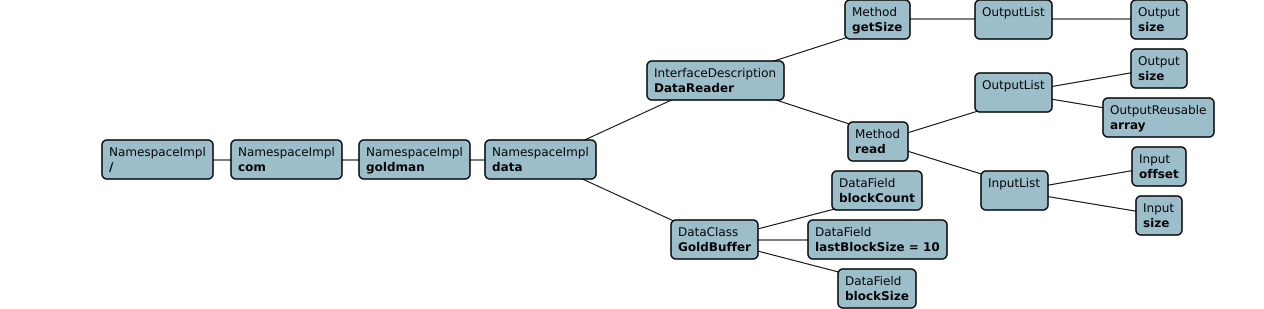 Method
getSize
OutputList
Output
size
InterfaceDescription
DataReader
Output
size
OutputList
OutputReusable
array
Method
read
NamespaceImpl
/
NamespaceImpl
com
NamespaceImpl
goldman
NamespaceImpl
data
Input
offset
InputList
DataField
blockCount
Input
size
DataClass
GoldBuffer
DataField
lastBlockSize = 10
DataField
blockSize